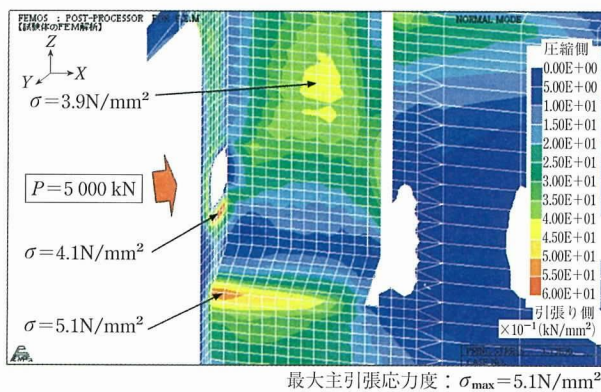 FEMOS : POST-PROCESSOR FOR F.E.M
【試験体のFEM解析】
NORMAL MODE
Z
Y
X
σ=3.9N/mm²
P=5 000 kN
σ=4.1N/mm²
σ=5.1N/mm²
圧縮側
0.00E+00
5.00E+00
1.00E+01
1.50E+01
2.00E+01
2.50E+01
3.00E+01
3.50E+01
4.00E+01
4.50E+01
5.00E+01
5.50E+01
6.00E+01
引張り側
×10⁻¹(kN/mm²)
最大主引張応力度：σmax=5.1N/mm²